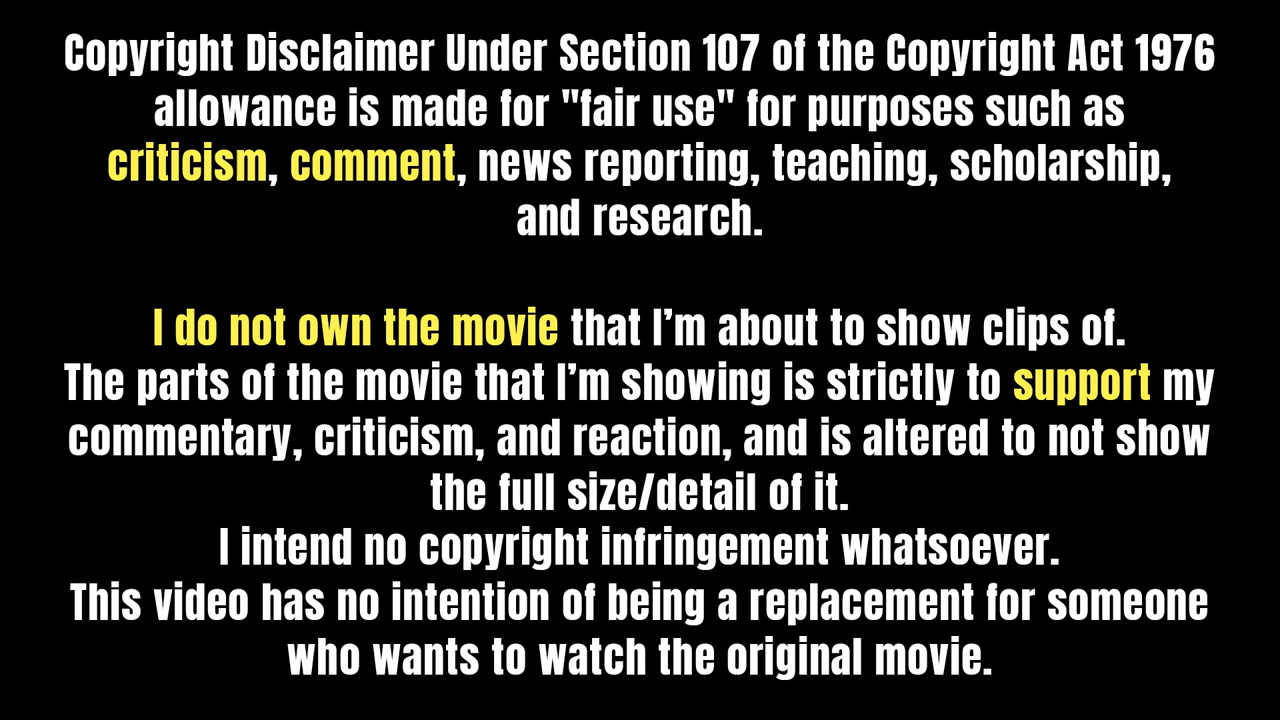 Copyright Disclaimer Under Section 107 of the Copyright Act 1976
allowance is made for "fair use" for purposes such as
criticism, comment, news reporting, teaching, scholarship,
and research.
I do not own the movie that I’m about to show clips of.
The parts of the movie that I’m showing is strictly to support my
commentary, criticism, and reaction, and is altered to not show
the full size/detail of it.
I intend no copyright infringement whatsoever.
This video has no intention of being a replacement for someone
who wants to watch the original movie.